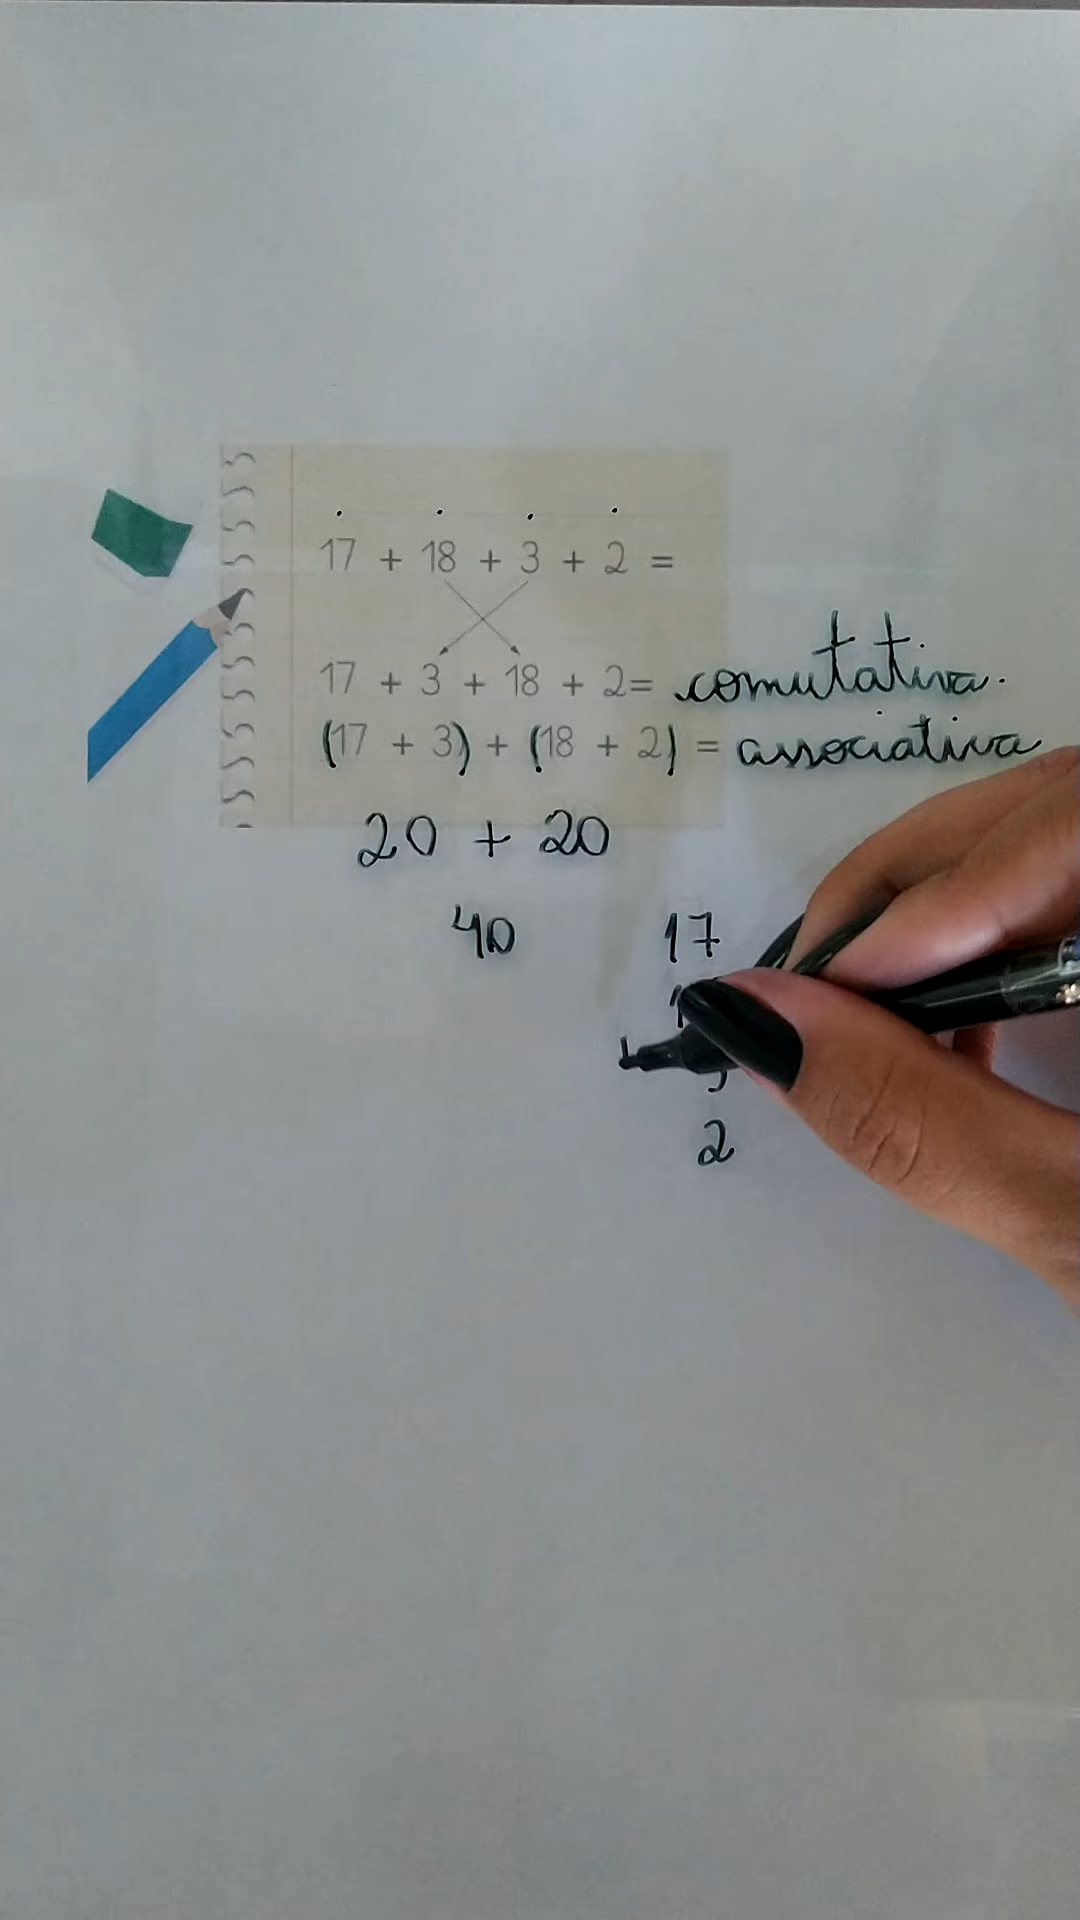 17 + 18 + 3 + 2 =
17 + 3 + 18 + 2= comutativa.
(17 + 3) + (18 + 2) = associativa
20 + 20
40
17
2